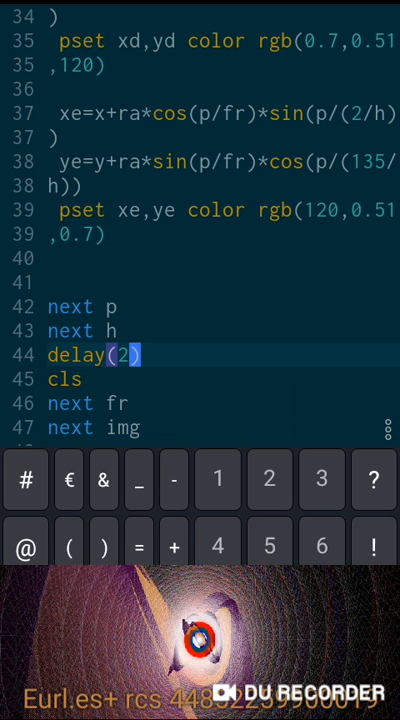 34 )
35  pset xd,yd color rgb(0.7,0.51
35 ,120)
36
37  xe=x+ra*cos(p/fr)*sin(p/(2/h)
37 )
38  ye=y+ra*sin(p/fr)*cos(p/(135/
38 h))
39  pset xe,ye color rgb(120,0.51
39 ,0.7)
40
41
42 next p
43 next h
44 delay(2)
45 cls
46 next fr
47 next img
# € & _ - 1 2 3 ?
@ ( ) = + 4 5 6 !
Eurl.es+ rcs
DU RECORDER